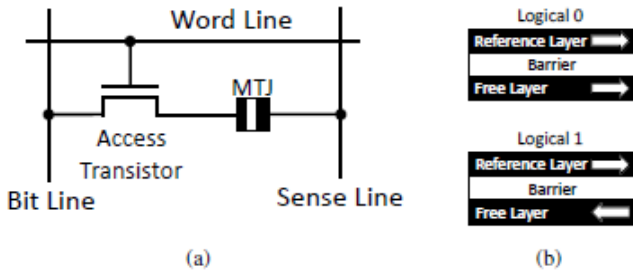 Word Line
MTJ
Access
Transistor
Bit Line
Sense Line
(a)
Logical 0
Reference Layer
Barrier
Free Layer
Logical 1
Reference Layer
Barrier
Free Layer
(b)